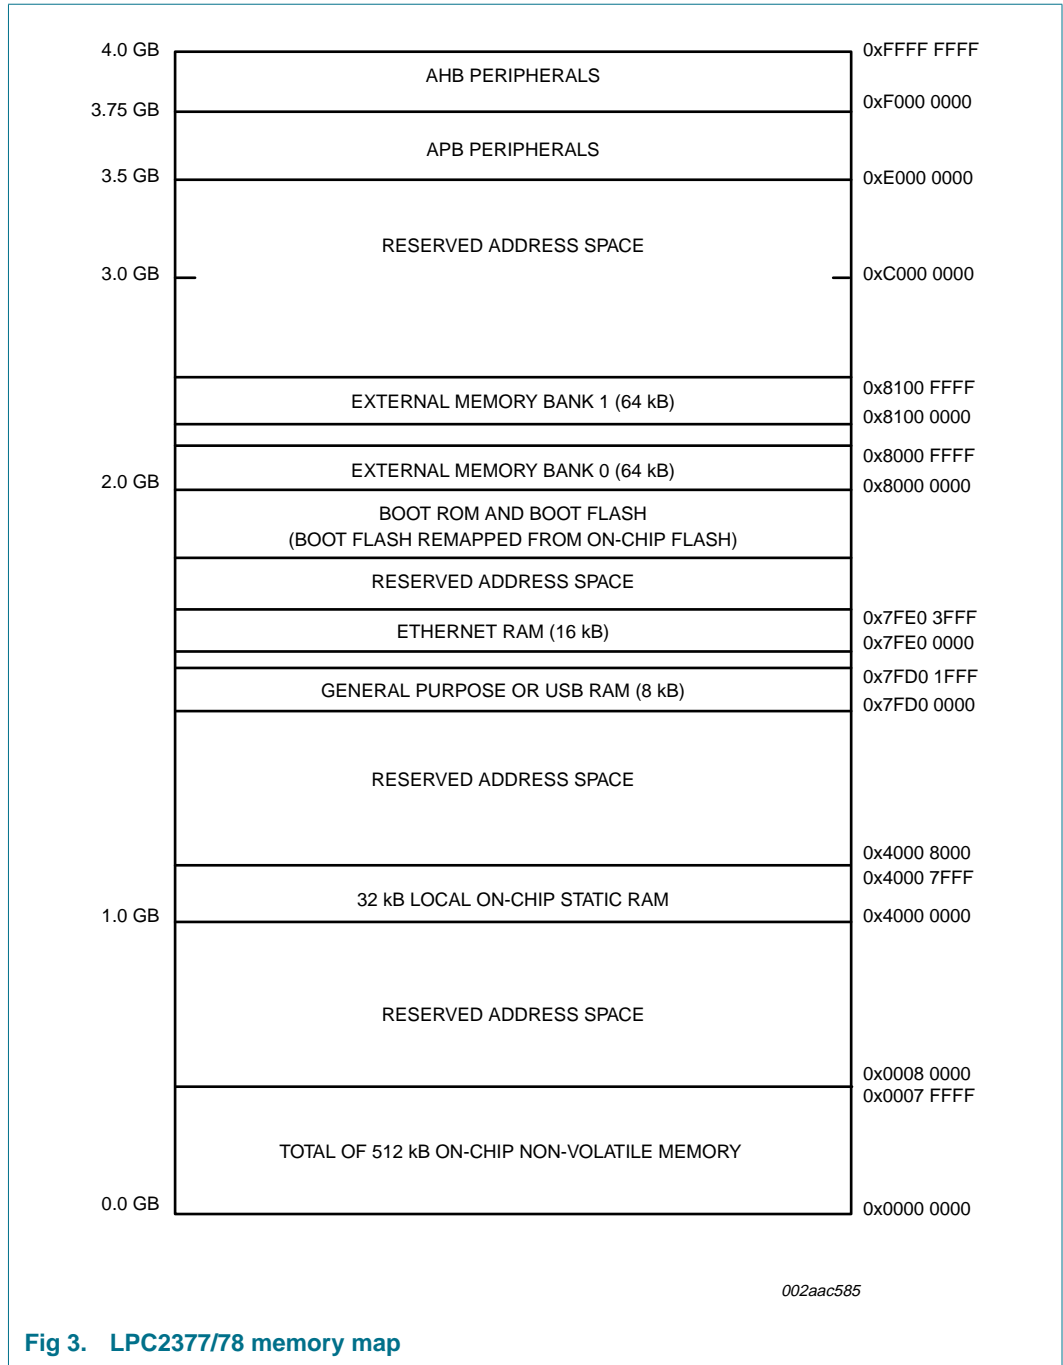 4.0 GB
0xFFFF FFFF
AHB PERIPHERALS
3.75 GB
0xF000 0000
APB PERIPHERALS
3.5 GB
0xE000 0000
RESERVED ADDRESS SPACE
3.0 GB
0xC000 0000
0x8100 FFFF
EXTERNAL MEMORY BANK 1 (64 kB)
0x8100 0000
0x8000 FFFF
EXTERNAL MEMORY BANK 0 (64 kB)
2.0 GB
0x8000 0000
BOOT ROM AND BOOT FLASH
(BOOT FLASH REMAPPED FROM ON-CHIP FLASH)
RESERVED ADDRESS SPACE
0x7FE0 3FFF
ETHERNET RAM (16 kB)
0x7FE0 0000
0x7FD0 1FFF
GENERAL PURPOSE OR USB RAM (8 kB)
0x7FD0 0000
RESERVED ADDRESS SPACE
0x4000 8000
0x4000 7FFF
32 kB LOCAL ON-CHIP STATIC RAM
1.0 GB
0x4000 0000
RESERVED ADDRESS SPACE
0x0008 0000
0x0007 FFFF
TOTAL OF 512 kB ON-CHIP NON-VOLATILE MEMORY
0.0 GB
0x0000 0000
002aac585
Fig 3. LPC2377/78 memory map